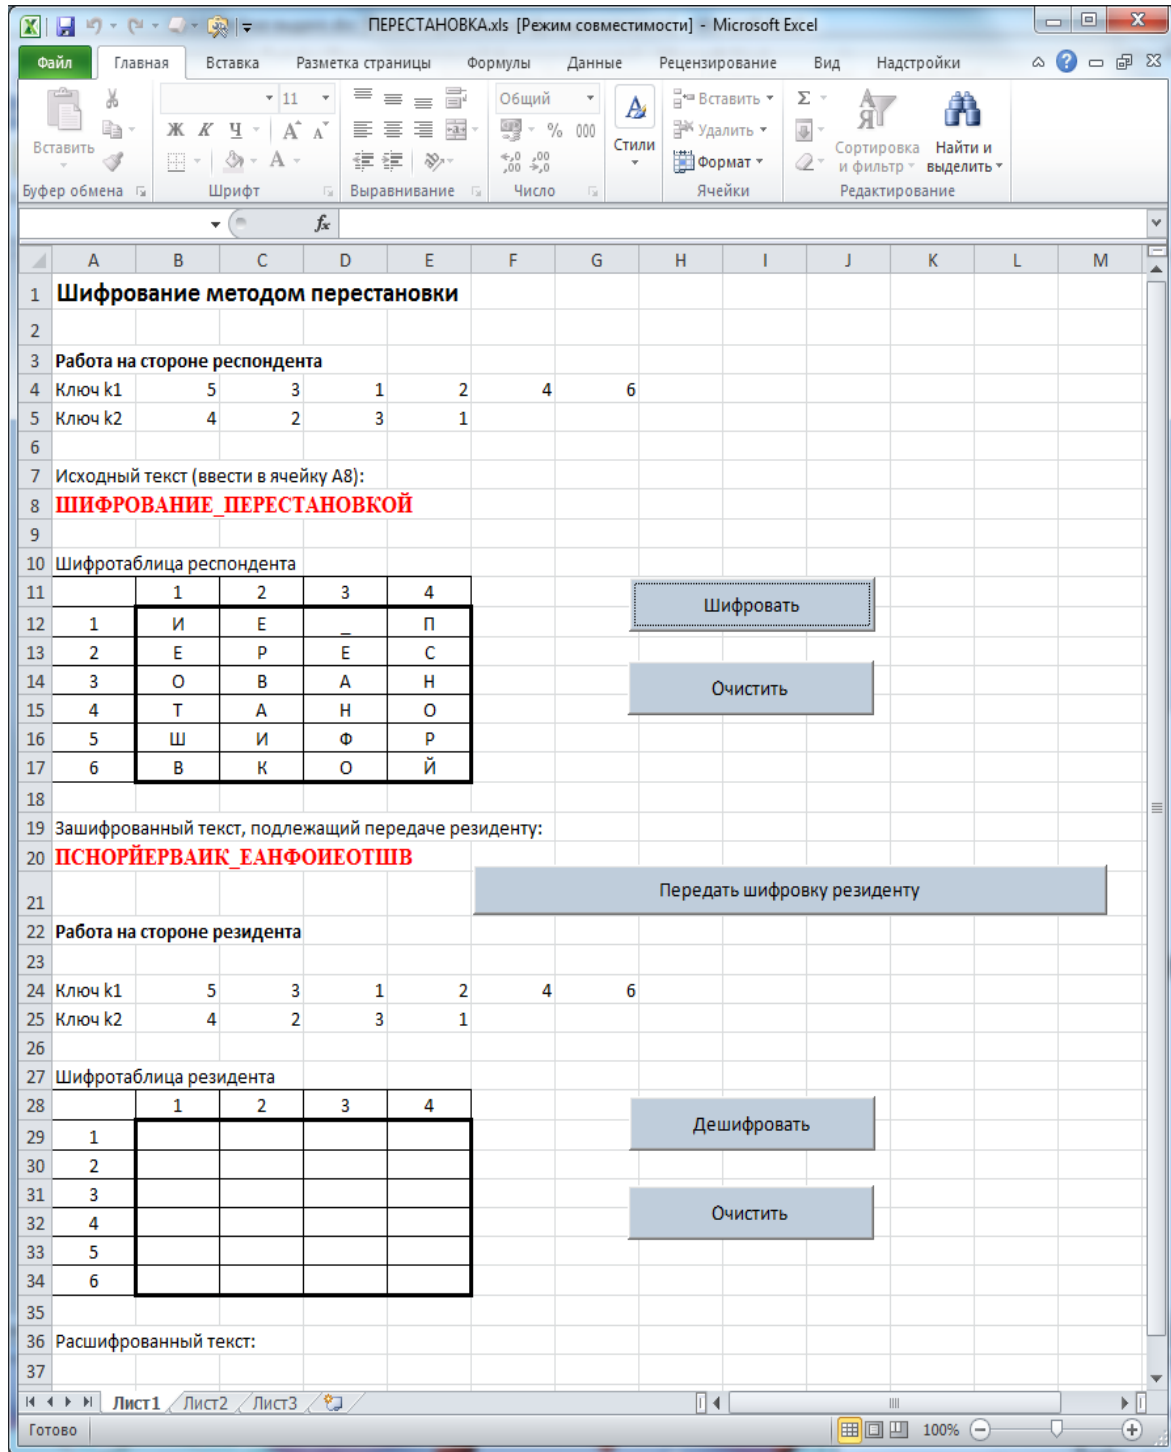 ПЕРЕСТАНОВКА.xls [Режим совместимости] - Microsoft Excel
Файл Главная Вставка Разметка страницы Формулы Данные Рецензирование Вид Надстройки
Вставить
Буфер обмена
11
Ж К Ч А А
А
Шрифт
Выравнивание
Общий
% 000
,0 ,00
,00 ,0
Число
Стили
Вставить
Удалить
Формат
Ячейки
Σ
Сортировка и фильтр
Найти и выделить
Редактирование
fx
A B C D E F G H I J K L M
1 Шифрование методом перестановки
2
3 Работа на стороне респондента
4 Ключ k1 5 3 1 2 4 6
5 Ключ k2 4 2 3 1
6
7 Исходный текст (ввести в ячейку A8):
8 ШИФРОВАНИЕ_ПЕРЕСТАНОВКОЙ
9
10 Шифротаблица респондента
11 1 2 3 4
Шифровать
12 1 И Е _ П
13 2 Е Р Е С
14 3 О В А Н
Очистить
15 4 Т А Н О
16 5 Ш И Ф Р
17 6 В К О Й
18
19 Зашифрованный текст, подлежащий передаче резиденту:
20 ПСНОРЙЕРВАИК_ЕАНФОИЕОТШВ
Передать шифровку резиденту
21
22 Работа на стороне резидента
23
24 Ключ k1 5 3 1 2 4 6
25 Ключ k2 4 2 3 1
26
27 Шифротаблица резидента
28 1 2 3 4
Дешифровать
29 1
30 2
31 3
32 4
Очистить
33 5
34 6
35
36 Расшифрованный текст:
37
Лист1 Лист2 Лист3
Готово 100%